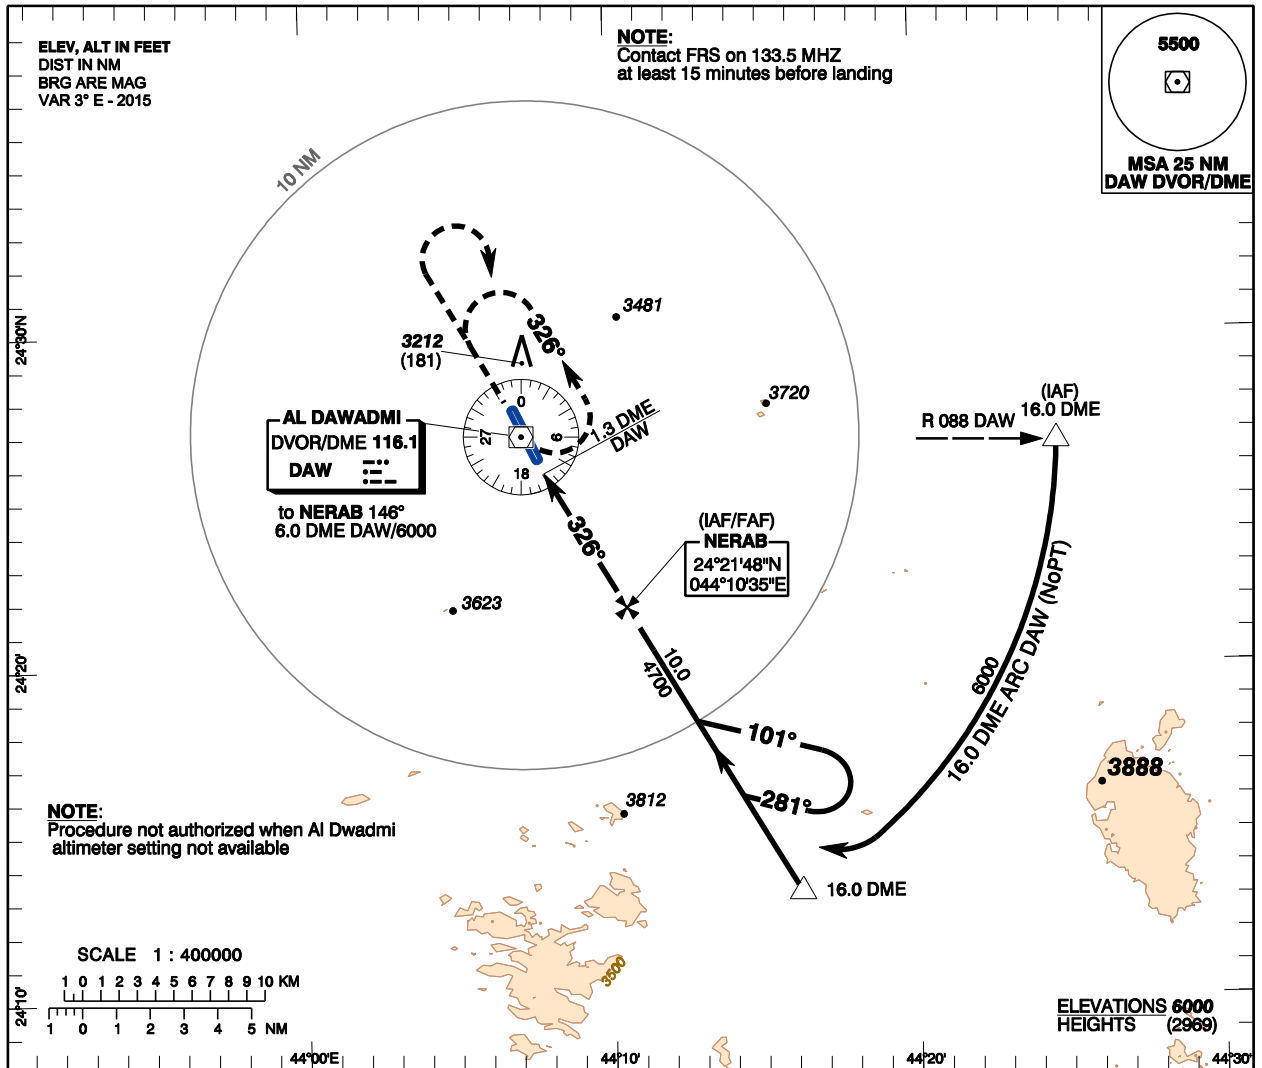 ELEV, ALT IN FEET
DIST IN NM
BRG ARE MAG
VAR 3° E - 2015
NOTE:
Contact FRS on 133.5 MHZ
at least 15 minutes before landing
5500
MSA 25 NM
DAW DVOR/DME
10 NM
3481
326°
3212
(181)
3720
24°30'N
(IAF)
16.0 DME
R 088 DAW
1.3 DME
DAW
0
6
18
27
AL DAWADMI
DVOR/DME 116.1
DAW
to NERAB 146°
6.0 DME DAW/6000
326°
(IAF/FAF)
NERAB
24°21'48"N
044°10'35"E
3623
10.0
4700
24°20'
6000
16.0 DME ARC DAW (NoPT)
101°
281°
3888
3812
NOTE:
Procedure not authorized when Al Dwadmi
altimeter setting not available
16.0 DME
3500
SCALE 1 : 400000
1 0 1 2 3 4 5 6 7 8 9 10 KM
1 0 1 2 3 4 5 NM
24°10'
ELEVATIONS 6000
HEIGHTS (2969)
44°00'E
44°10'
44°20'
44°30'